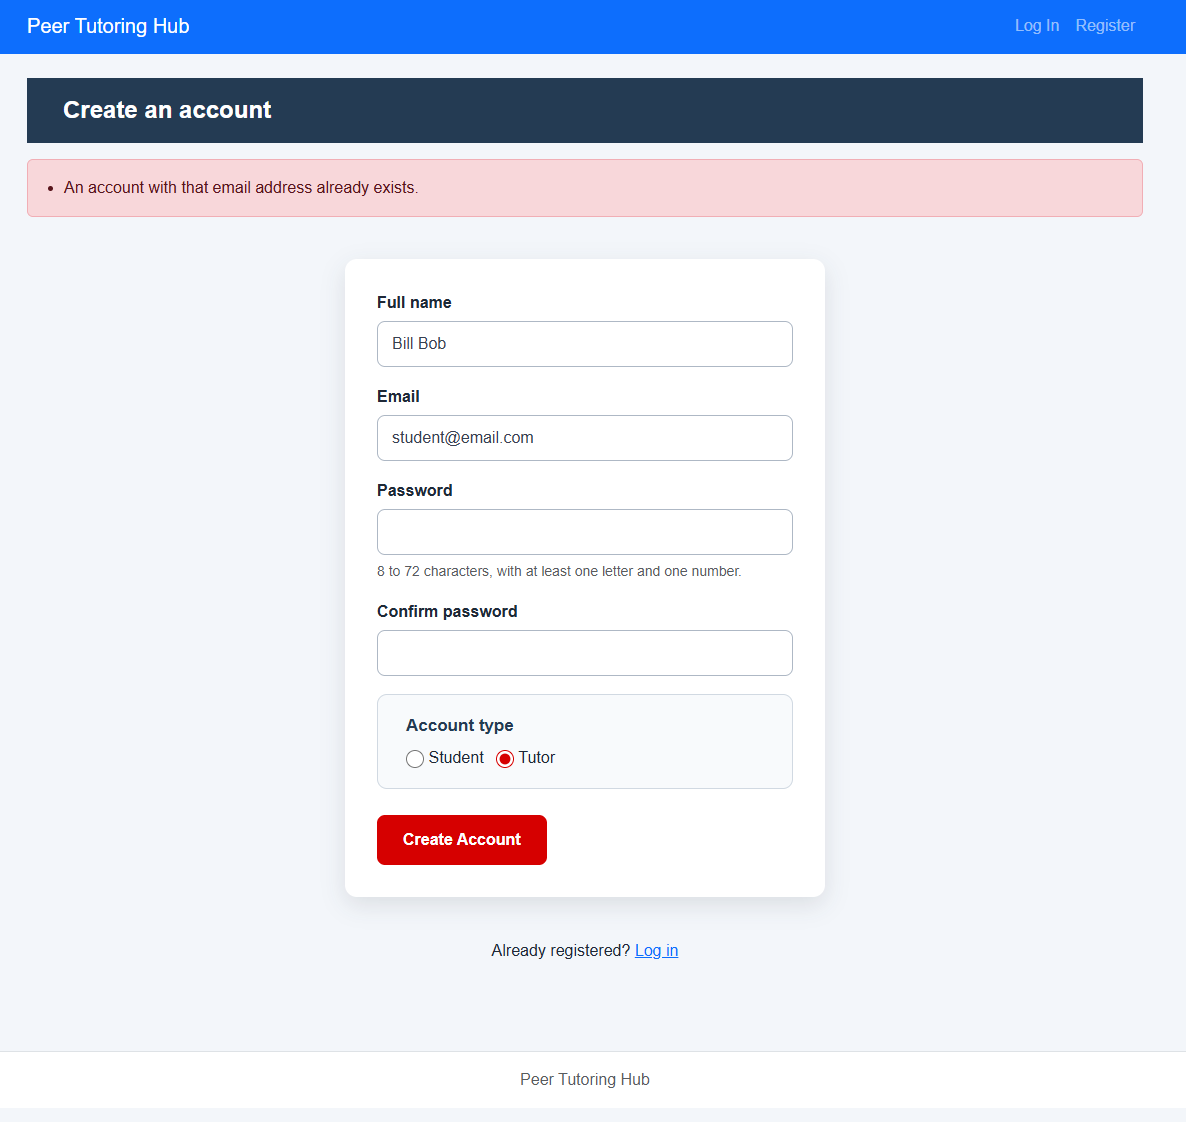 Peer Tutoring Hub Log In Register
Create an account
• An account with that email address already exists.
Full name
Bill Bob
Email
student@email.com
Password
8 to 72 characters, with at least one letter and one number.
Confirm password
Account type
Student Tutor
Create Account
Already registered? Log in
Peer Tutoring Hub